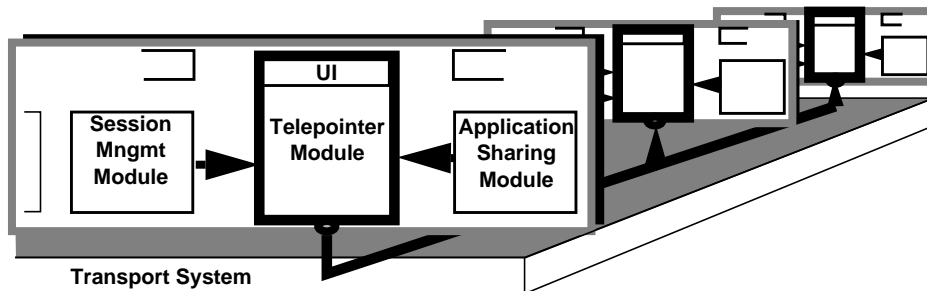 UI
Session
Mngmt
Module
Telepointer
Module
Application
Sharing
Module
Transport System